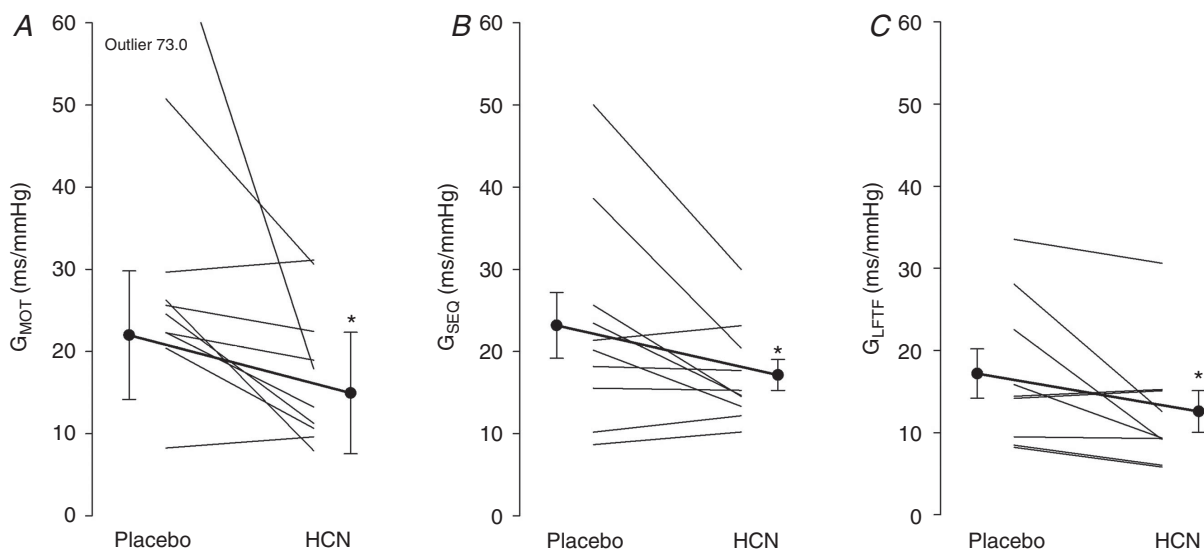 A
60
50
40
30
20
10
0
G_MOT (ms/mmHg)
Outlier 73.0
*
Placebo HCN
B
60
50
40
30
20
10
0
G_SEQ (ms/mmHg)
*
Placebo HCN
C
60
50
40
30
20
10
0
G_LFTF (ms/mmHg)
*
Placebo HCN